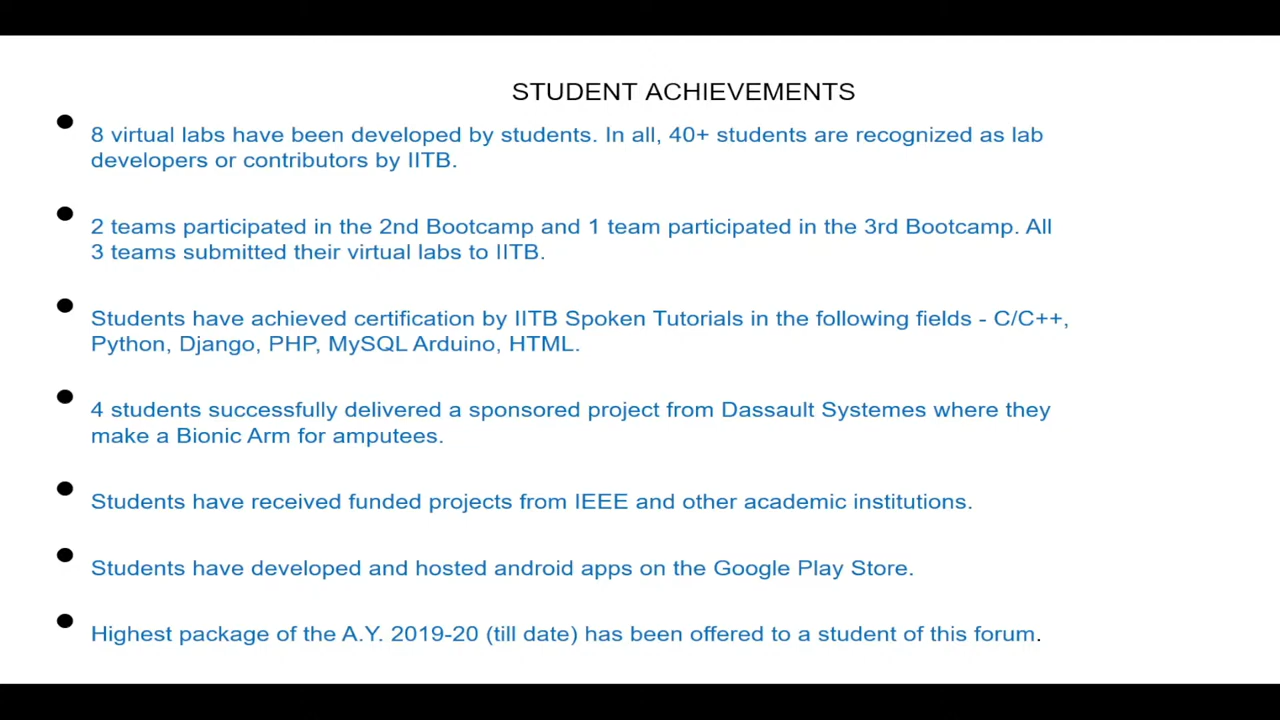 STUDENT ACHIEVEMENTS
8 virtual labs have been developed by students. In all, 40+ students are recognized as lab
developers or contributors by IITB.
2 teams participated in the 2nd Bootcamp and 1 team participated in the 3rd Bootcamp. All
3 teams submitted their virtual labs to IITB.
Students have achieved certification by IITB Spoken Tutorials in the following fields - C/C++,
Python, Django, PHP, MySQL Arduino, HTML.
4 students successfully delivered a sponsored project from Dassault Systemes where they
make a Bionic Arm for amputees.
Students have received funded projects from IEEE and other academic institutions.
Students have developed and hosted android apps on the Google Play Store.
Highest package of the A.Y. 2019-20 (till date) has been offered to a student of this forum.